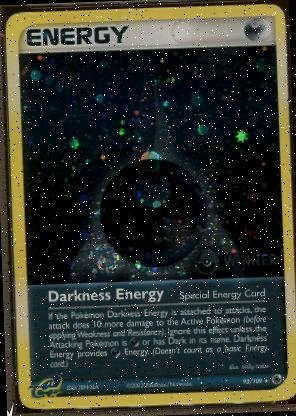 ENERGY
Darkness Energy Special Energy Card
If the Pokémon Darkness Energy is attached to attacks, the
attack does 10 more damage to the Active Pokémon (before
applying Weakness and Resistance). Ignore this effect unless the
Attacking Pokémon is or has Dark in its name. Darkness
Energy provides Energy. (Doesn't count as a basic Energy
card.)
93/109